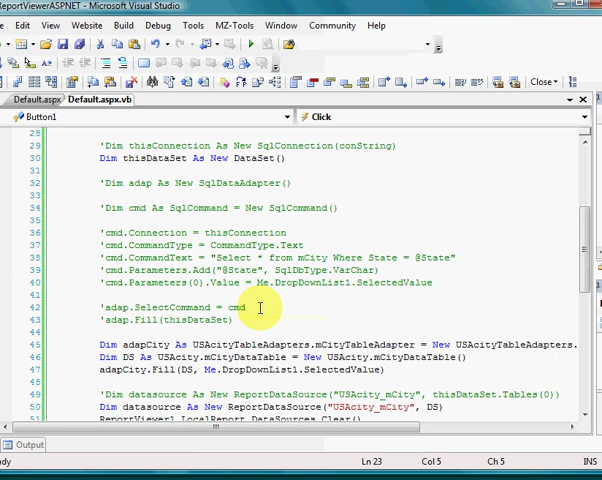 ReportViewerASPNET - Microsoft Visual Studio
Edit View Website Build Debug Tools MZ-Tools Window Community Help
Close
Default.aspx Default.aspx.vb
Button1 Click
28
29 'Dim thisConnection As New SqlConnection(conString)
30 Dim thisDataSet As New DataSet()
31
32 'Dim adap As New SqlDataAdapter()
33
34 'Dim cmd As SqlCommand = New SqlCommand()
35
36 'cmd.Connection = thisConnection
37 'cmd.CommandType = CommandType.Text
38 'cmd.CommandText = "Select * from mCity Where State = @State"
39 'cmd.Parameters.Add("@State", SqlDbType.VarChar)
40 'cmd.Parameters(0).Value = Me.DropDownList1.SelectedValue
41
42 'adap.SelectCommand = cmd
43 'adap.Fill(thisDataSet)
44
45 Dim adapCity As USAcityTableAdapters.mCityTableAdapter = New USAcityTableAdapters.
46 Dim DS As USAcity.mCityDataTable = New USAcity.mCityDataTable()
47 adapCity.Fill(DS, Me.DropDownList1.SelectedValue)
48
49 'Dim datasource As New ReportDataSource("USAcity_mCity", thisDataSet.Tables(0))
50 Dim datasource As New ReportDataSource("USAcity_mCity", DS)
51 ReportViewer1.LocalReport.DataSources.Clear()
Output
Ln 23 Col 5 Ch 5 INS